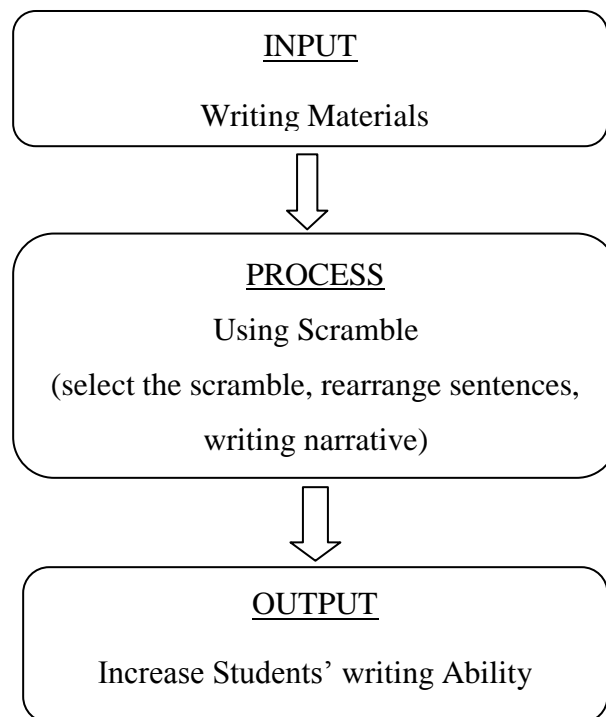 INPUT
Writing Materials
PROCESS
Using Scramble
(select the scramble, rearrange sentences,
writing narrative)
OUTPUT
Increase Students’ writing Ability